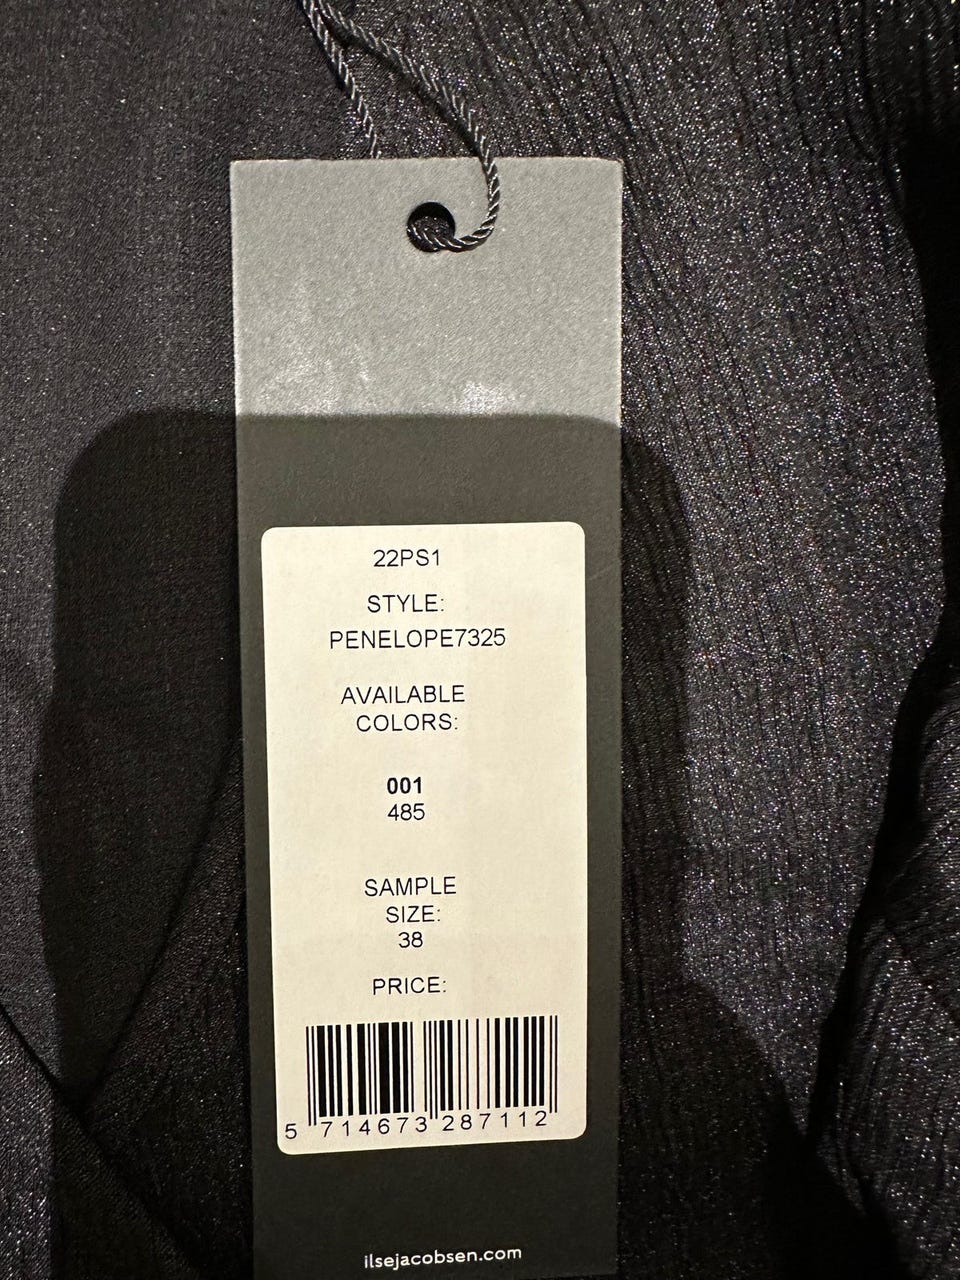 22PS1
STYLE:
PENELOPE7325
AVAILABLE
COLORS:
001
485
SAMPLE
SIZE:
38
PRICE:
5 714673 287112
ilsejacobsen.com